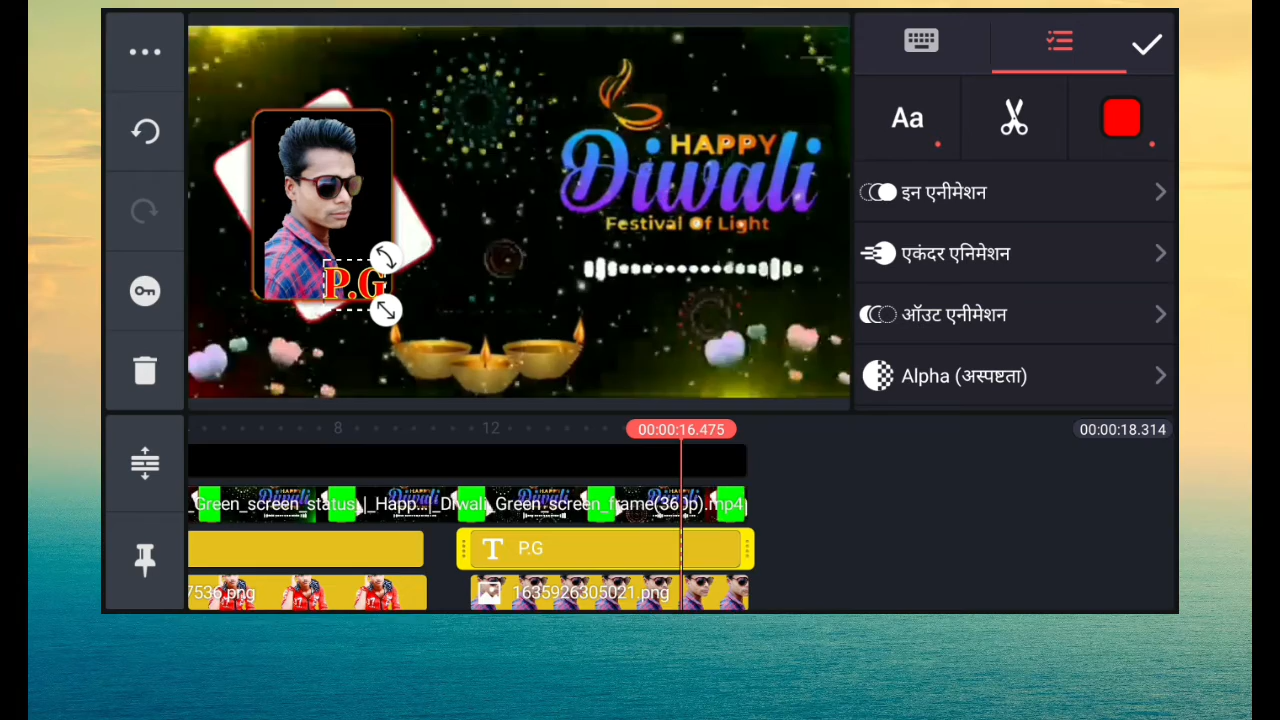 Aa
HAPPY
Diwali
Festival Of Light
P.G
इन एनीमेशन
एकंदर एनिमेशन
ऑउट एनीमेशन
Alpha (अस्पष्टता)
8
12
00:00:16.475
00:00:18.314
_Green_screen_status_|_Happ...|_Diwali_Green_screen_frame(360p).mp4
T P.G
7536.png
1635926305021.png